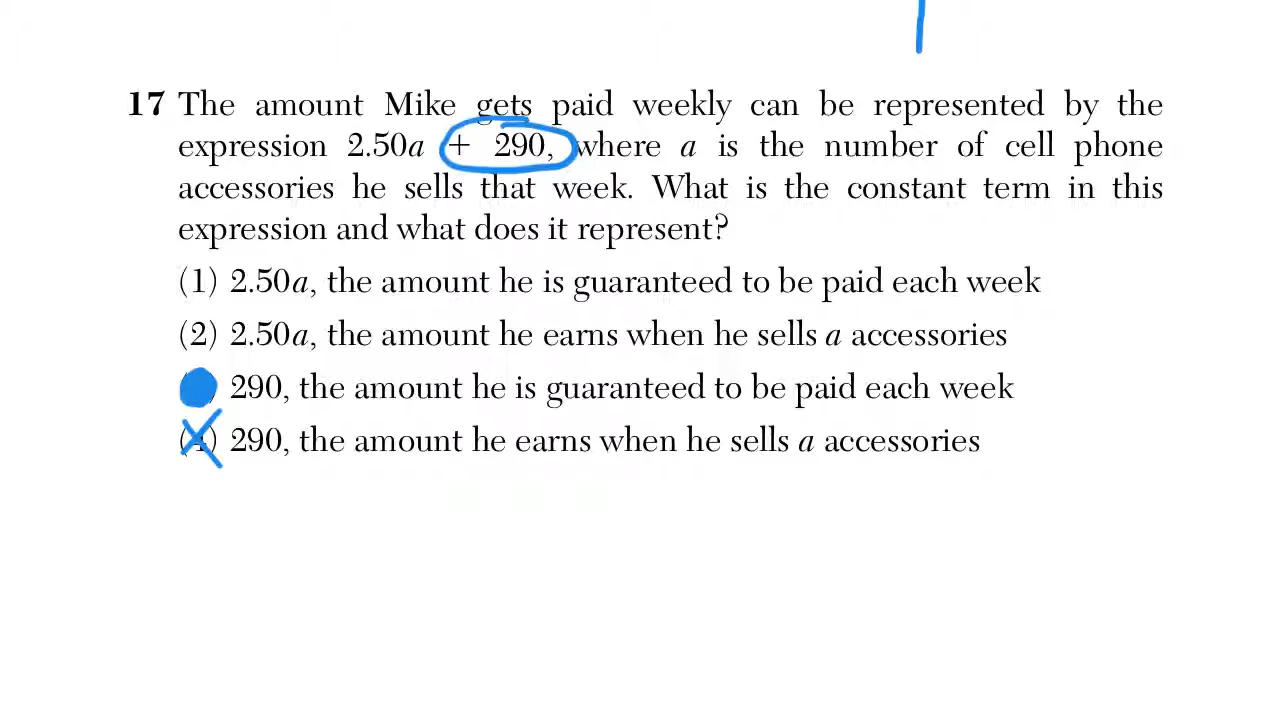 17 The amount Mike gets paid weekly can be represented by the
expression 2.50a + 290, where a is the number of cell phone
accessories he sells that week. What is the constant term in this
expression and what does it represent?
(1) 2.50a, the amount he is guaranteed to be paid each week
(2) 2.50a, the amount he earns when he sells a accessories
290, the amount he is guaranteed to be paid each week
(4) 290, the amount he earns when he sells a accessories